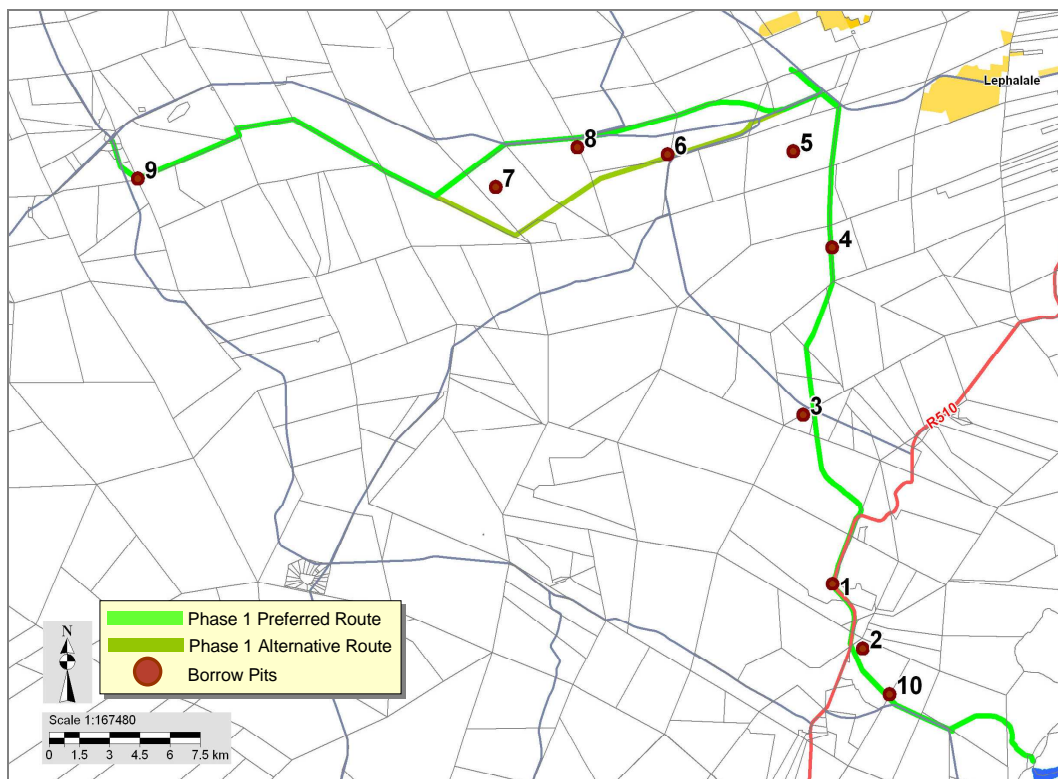 Lephalale
8
6
5
9
7
4
3
R510
1
2
10
Phase 1 Preferred Route
Phase 1 Alternative Route
Borrow Pits
N
Scale 1:167480
0 1.5 3 4.5 6 7.5 km